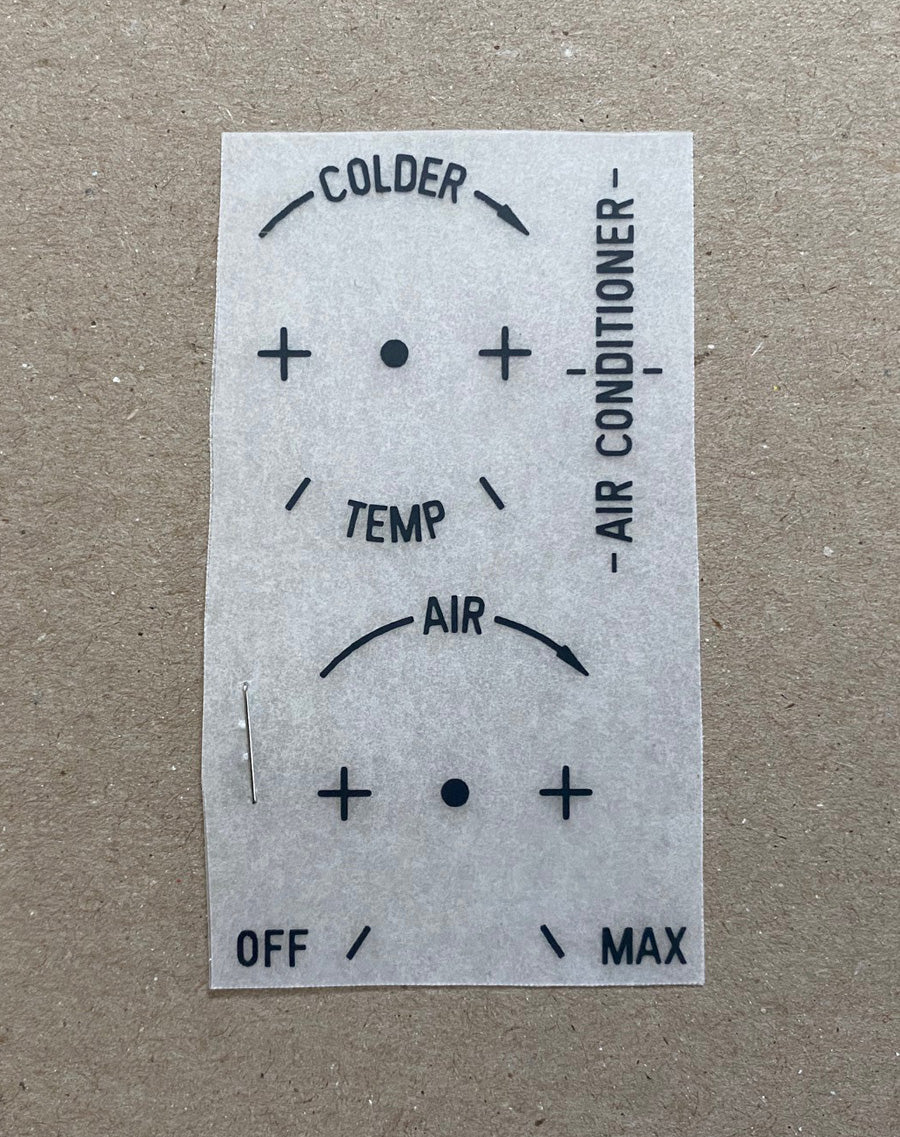 COLDER
TEMP
AIR
OFF
MAX
-AIR CONDITIONER-